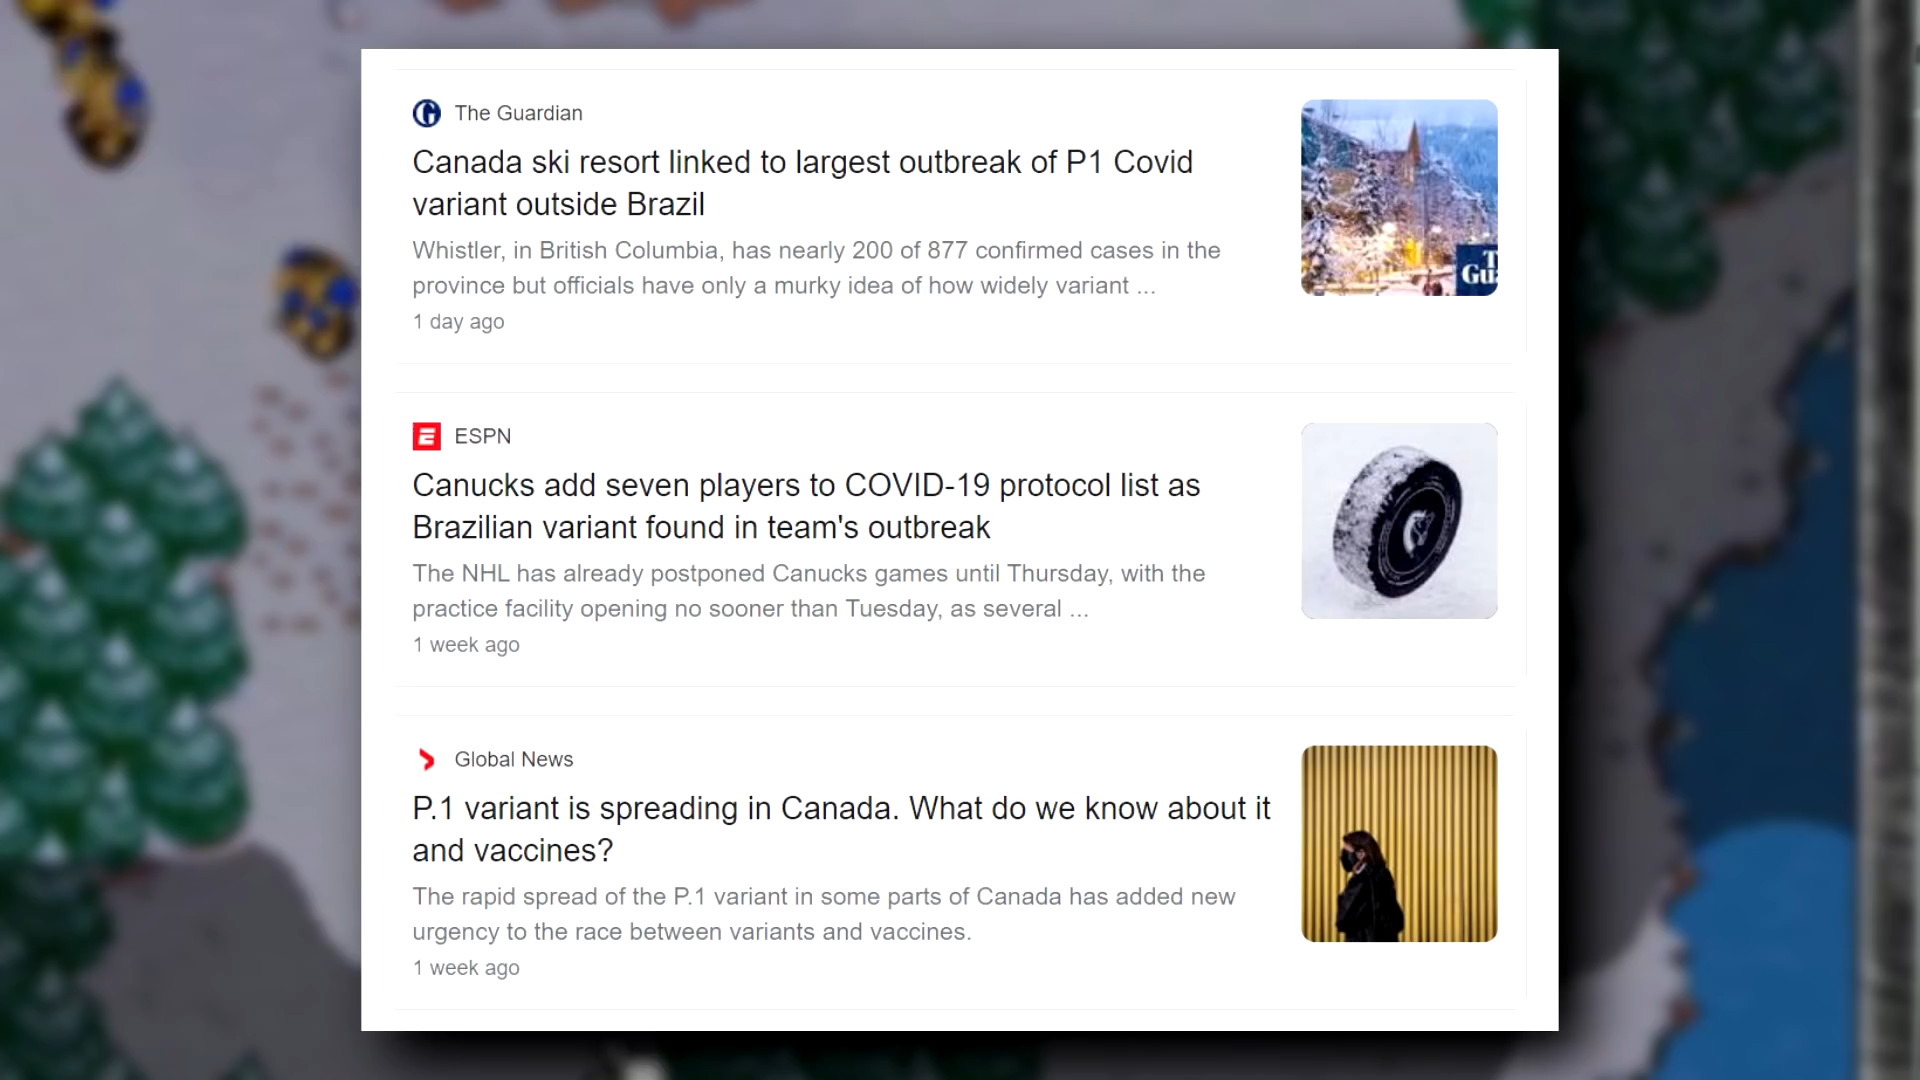 The Guardian
Canada ski resort linked to largest outbreak of P1 Covid
variant outside Brazil
Whistler, in British Columbia, has nearly 200 of 877 confirmed cases in the
province but officials have only a murky idea of how widely variant ...
1 day ago
T
Gu
ESPN
Canucks add seven players to COVID-19 protocol list as
Brazilian variant found in team's outbreak
The NHL has already postponed Canucks games until Thursday, with the
practice facility opening no sooner than Tuesday, as several ...
1 week ago
Global News
P.1 variant is spreading in Canada. What do we know about it
and vaccines?
The rapid spread of the P.1 variant in some parts of Canada has added new
urgency to the race between variants and vaccines.
1 week ago